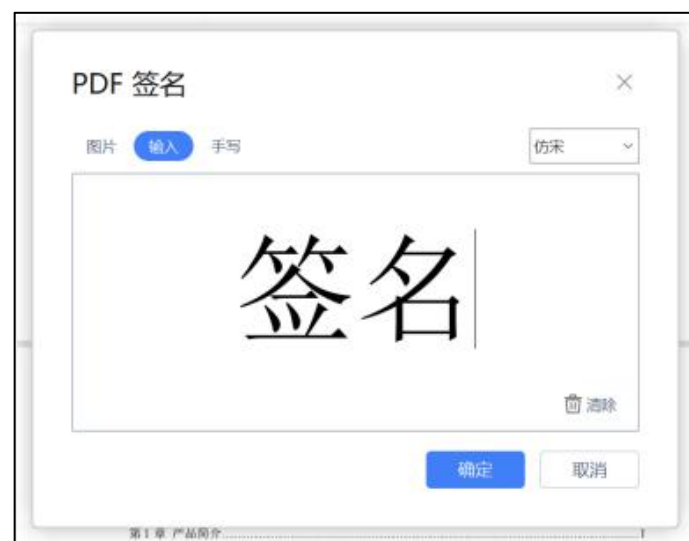 PDF 签名
图片 输入 手写 仿宋
签名
清除
确定 取消
第1章 产品简介........................................1